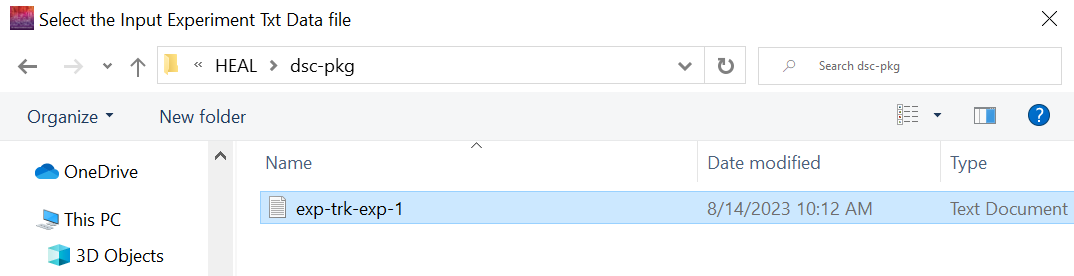 Select the Input Experiment Txt Data file
« HEAL > dsc-pkg
Search dsc-pkg
Organize New folder
?
OneDrive
This PC
3D Objects
Name Date modified Type
exp-trk-exp-1 8/14/2023 10:12 AM Text Document